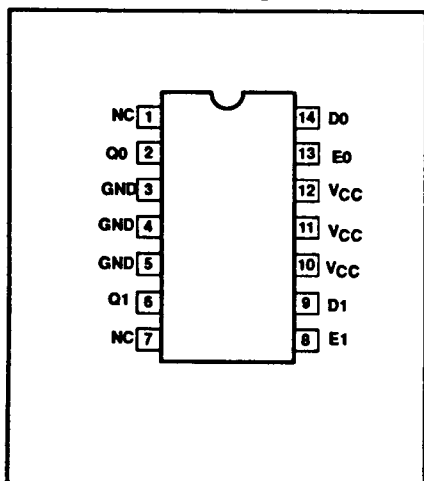 NC 1 14 D0
Q0 2 13 E0
GND 3 12 VCC
GND 4 11 VCC
GND 5 10 VCC
Q1 6 9 D1
NC 7 8 E1